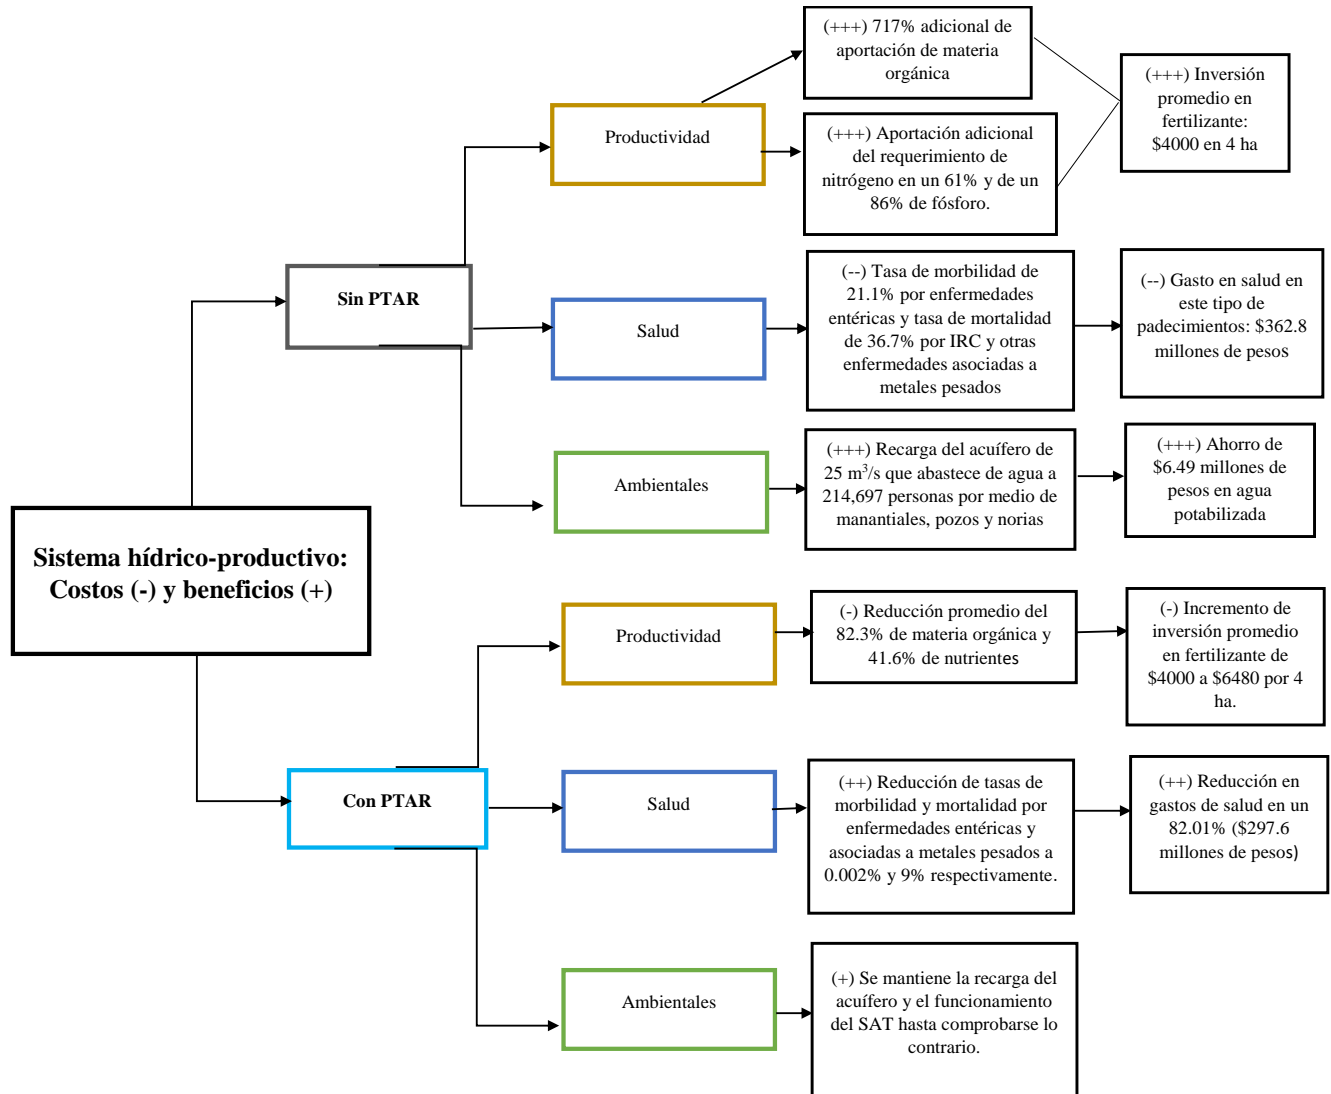 Sistema hídrico-productivo:
Costos (-) y beneficios (+)
Sin PTAR
Productividad
(+++) 717% adicional de
aportación de materia
orgánica
(+++) Aportación adicional
del requerimiento de
nitrógeno en un 61% y de un
86% de fósforo.
(+++) Inversión
promedio en
fertilizante:
$4000 en 4 ha
Salud
(--) Tasa de morbilidad de
21.1% por enfermedades
entéricas y tasa de mortalidad
de 36.7% por IRC y otras
enfermedades asociadas a
metales pesados
(--) Gasto en salud en
este tipo de
padecimientos: $362.8
millones de pesos
Ambientales
(+++) Recarga del acuífero de
25 m³/s que abastece de agua a
214,697 personas por medio de
manantiales, pozos y norias
(+++) Ahorro de
$6.49 millones de
pesos en agua
potabilizada
Con PTAR
Productividad
(-) Reducción promedio del
82.3% de materia orgánica y
41.6% de nutrientes
(-) Incremento de
inversión promedio
en fertilizante de
$4000 a $6480 por 4
ha.
Salud
(++) Reducción de tasas de
morbilidad y mortalidad por
enfermedades entéricas y
asociadas a metales pesados a
0.002% y 9% respectivamente.
(++) Reducción en
gastos de salud en un
82.01% ($297.6
millones de pesos)
Ambientales
(+) Se mantiene la recarga del
acuífero y el funcionamiento
del SAT hasta comprobarse lo
contrario.